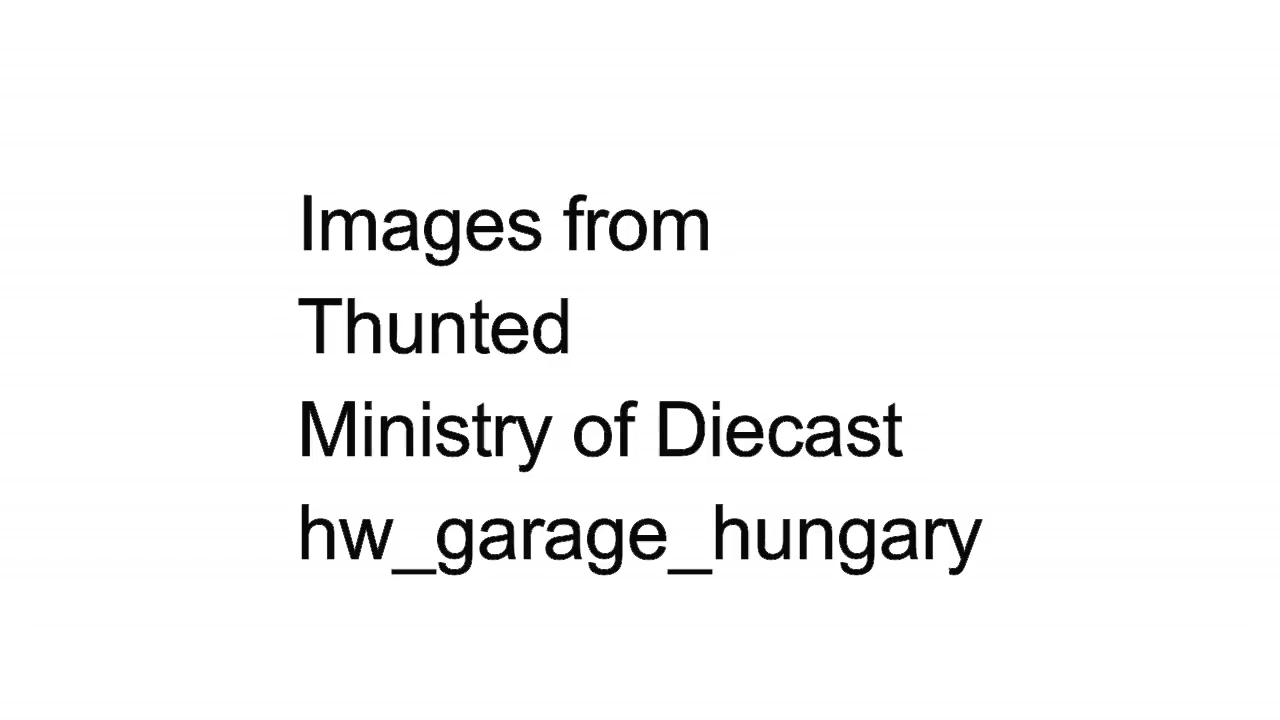 Images from
Thunted
Ministry of Diecast
hw_garage_hungary